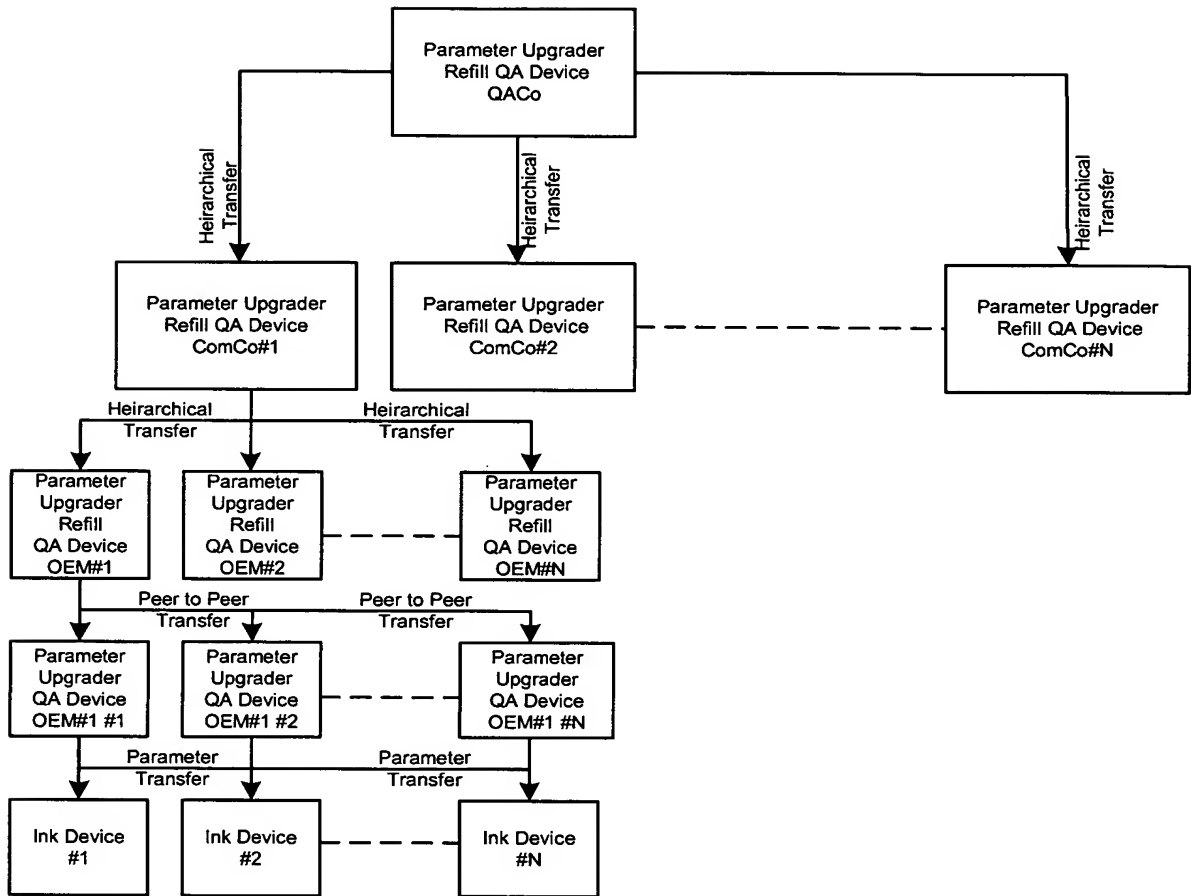 Parameter Upgrader
Refill QA Device
QACo
Heirarchical
Transfer
Heirarchical
Transfer
Heirarchical
Transfer
Parameter Upgrader
Refill QA Device
ComCo#1
Parameter Upgrader
Refill QA Device
ComCo#2
Parameter Upgrader
Refill QA Device
ComCo#N
Heirarchical
Transfer
Heirarchical
Transfer
Parameter
Upgrader
Refill
QA Device
OEM#1
Parameter
Upgrader
Refill
QA Device
OEM#2
Parameter
Upgrader
Refill
QA Device
OEM#N
Peer to Peer
Transfer
Peer to Peer
Transfer
Parameter
Upgrader
QA Device
OEM#1 #1
Parameter
Upgrader
QA Device
OEM#1 #2
Parameter
Upgrader
QA Device
OEM#1 #N
Parameter
Transfer
Parameter
Transfer
Ink Device
#1
Ink Device
#2
Ink Device
#N